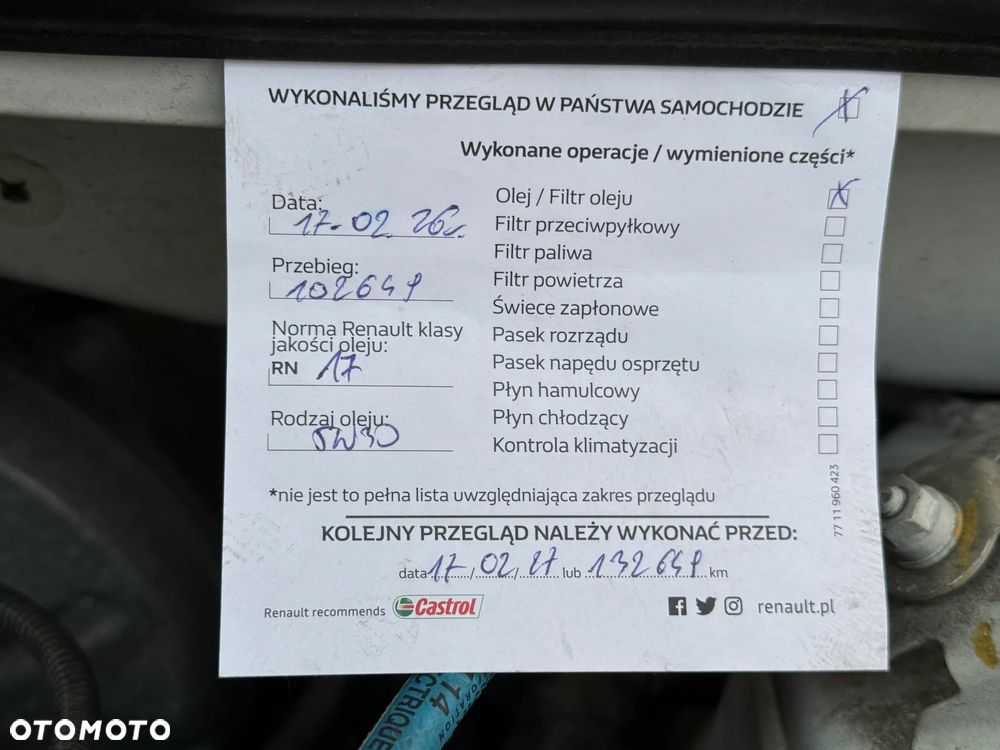 WYKONALIŚMY PRZEGLĄD W PAŃSTWA SAMOCHODZIE
Wykonane operacje / wymienione części*
Data:
17.02.26r.
Przebieg:
102649
Norma Renault klasy
jakości oleju:
RN 17
Rodzaj oleju:
5W30
Olej / Filtr oleju
Filtr przeciwpyłkowy
Filtr paliwa
Filtr powietrza
Świece zapłonowe
Pasek rozrządu
Pasek napędu osprzętu
Płyn hamulcowy
Płyn chłodzący
Kontrola klimatyzacji
77 11 960 423
*nie jest to pełna lista uwzględniająca zakres przeglądu
KOLEJNY PRZEGLĄD NALEŻY WYKONAĆ PRZED:
data 17/02/27 lub 132649 km
Renault recommends Castrol
renault.pl
OTOMOTO